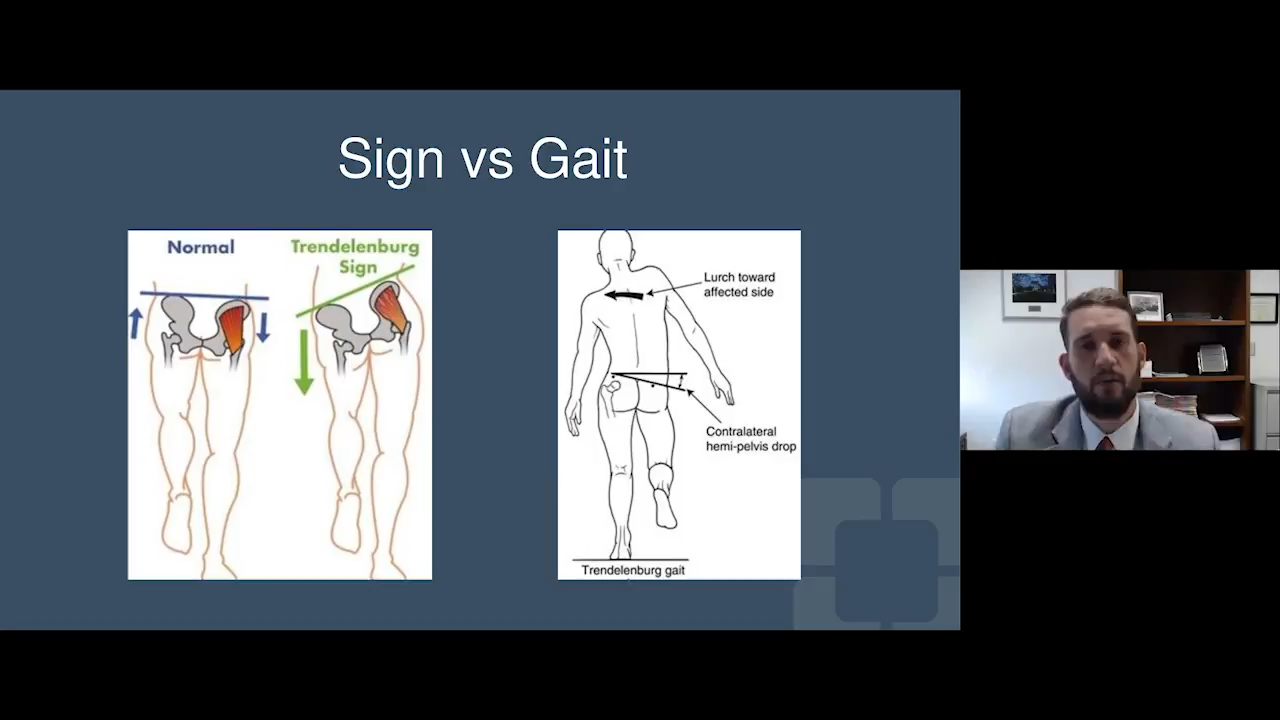 Sign vs Gait
Normal
Trendelenburg
Sign
Lurch toward
affected side
Contralateral
hemi-pelvis drop
Trendelenburg gait